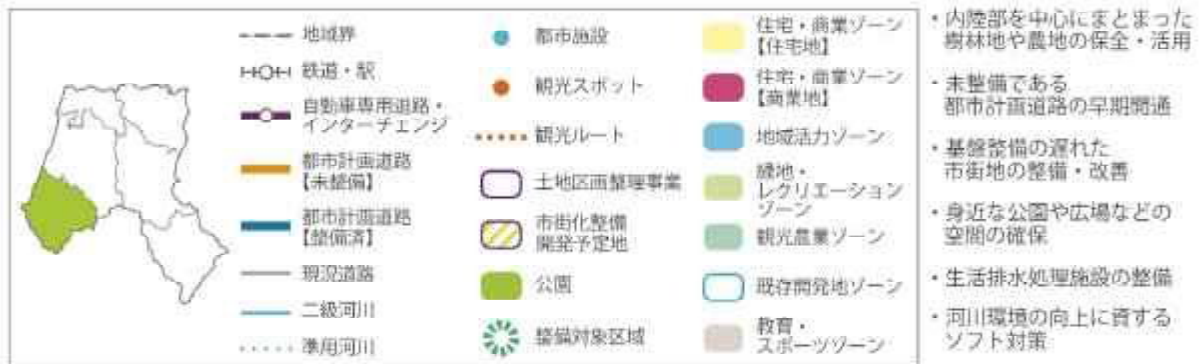 地域界
鉄道・駅
自動車専用道路・
インターチェンジ
都市計画道路
【未整備】
都市計画道路
【整備済】
現況道路
二級河川
準用河川
都市施設
観光スポット
観光ルート
土地区画整理事業
市街化整備
開発予定地
公園
整備対象区域
住宅・商業ゾーン
【住宅地】
住宅・商業ゾーン
【商業地】
地域活力ゾーン
緑地・
レクリエーション
ゾーン
観光農業ゾーン
既存開発地ゾーン
教育・
スポーツゾーン
・内陸部を中心にまとまった
樹林地や農地の保全・活用
・未整備である
都市計画道路の早期開通
・基盤整備の遅れた
市街地の整備・改善
・身近な公園や広場などの
空間の確保
・生活排水処理施設の整備
・河川環境の向上に資する
ソフト対策